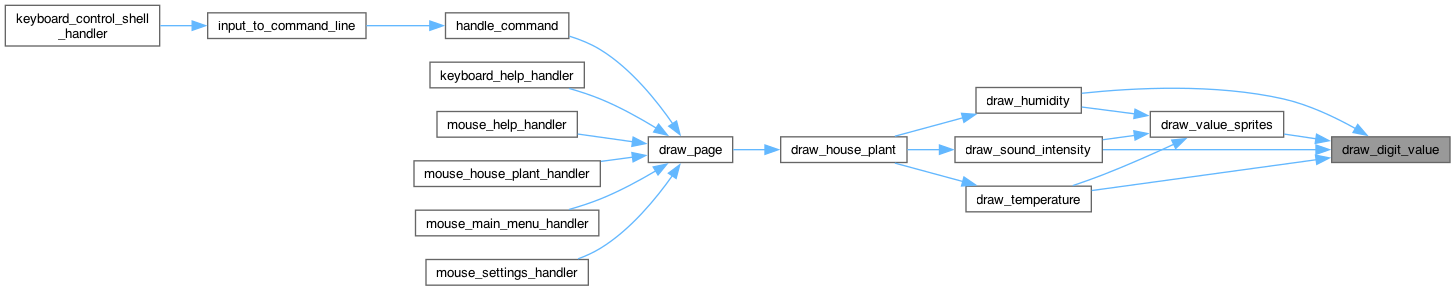 keyboard_control_shell
_handler
input_to_command_line
handle_command
keyboard_help_handler
mouse_help_handler
mouse_house_plant_handler
mouse_main_menu_handler
mouse_settings_handler
draw_page
draw_house_plant
draw_humidity
draw_sound_intensity
draw_temperature
draw_value_sprites
draw_digit_value